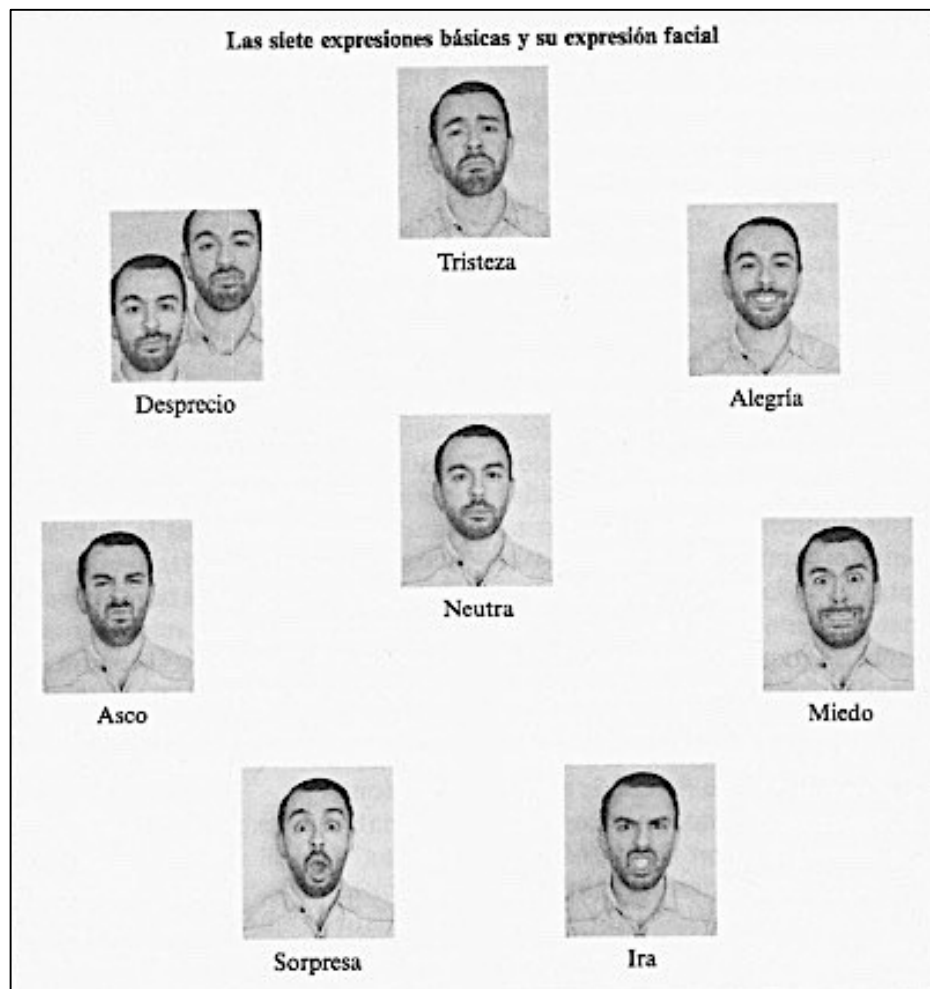 Las siete expresiones básicas y su expresión facial
Tristeza
Desprecio
Alegría
Neutra
Asco
Miedo
Sorpresa
Ira